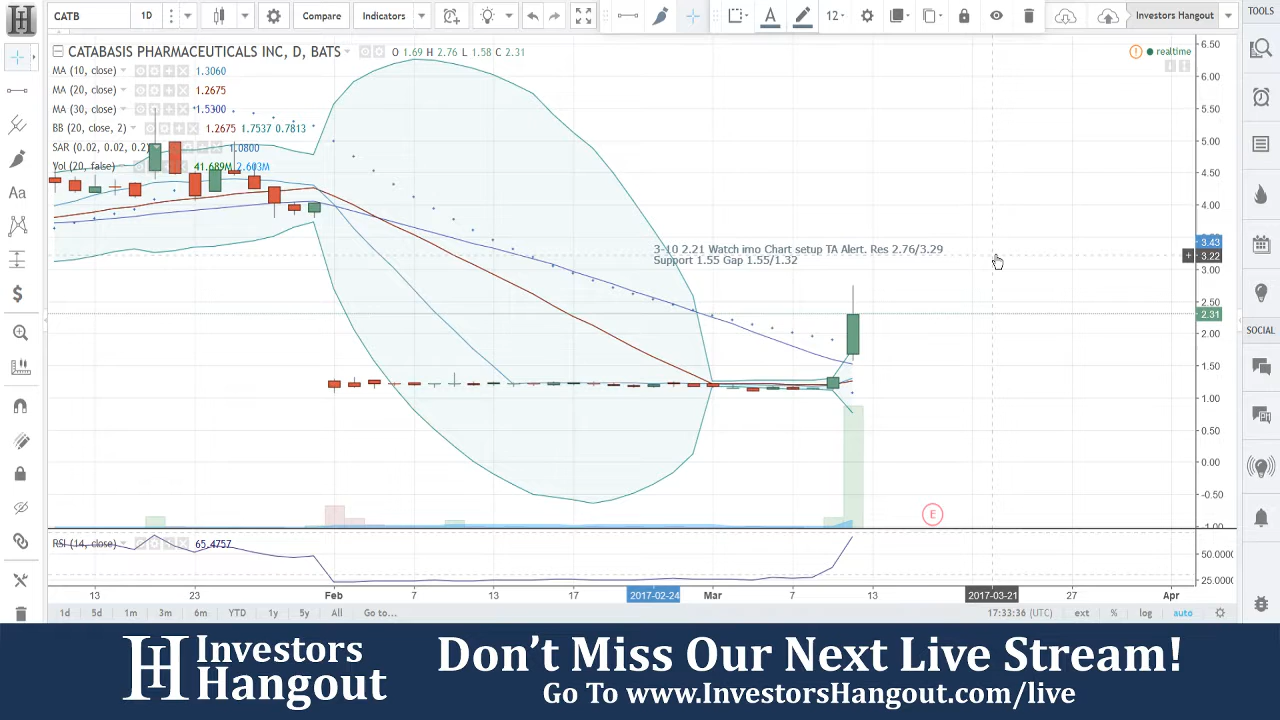 CATB 1D Compare Indicators 12 Investors Hangout TOOLS
CATABASIS PHARMACEUTICALS INC, D, BATS O 1.69 H 2.76 L 1.58 C 2.31 realtime
MA (10, close) 1.3060
MA (20, close) 1.2675
MA (30, close) 1.5300
BB (20, close, 2) 1.2675 1.7537 0.7813
SAR (0.02, 0.02, 0.2) 1.0800
Vol (20, false) 41.689M 2.603M
3-10 2.21 Watch imo Chart setup TA Alert. Res 2.76/3.29
Support 1.55 Gap 1.55/1.32
6.50
6.00
5.50
5.00
4.50
4.00
3.43
3.22
3.00
2.50
2.31
2.00
1.50
1.00
0.50
0.00
-0.50
-1.00
SOCIAL
E
RSI (14, close) 65.4757
50.0000
25.0000
13 23 Feb 7 13 17 2017-02-24 Mar 7 13 2017-03-21 27 Apr
1d 5d 1m 3m 6m YTD 1y 5y All Go to... 17:33:36 (UTC) ext % log auto
Aa
Investors
Hangout
Don't Miss Our Next Live Stream!
Go To www.InvestorsHangout.com/live